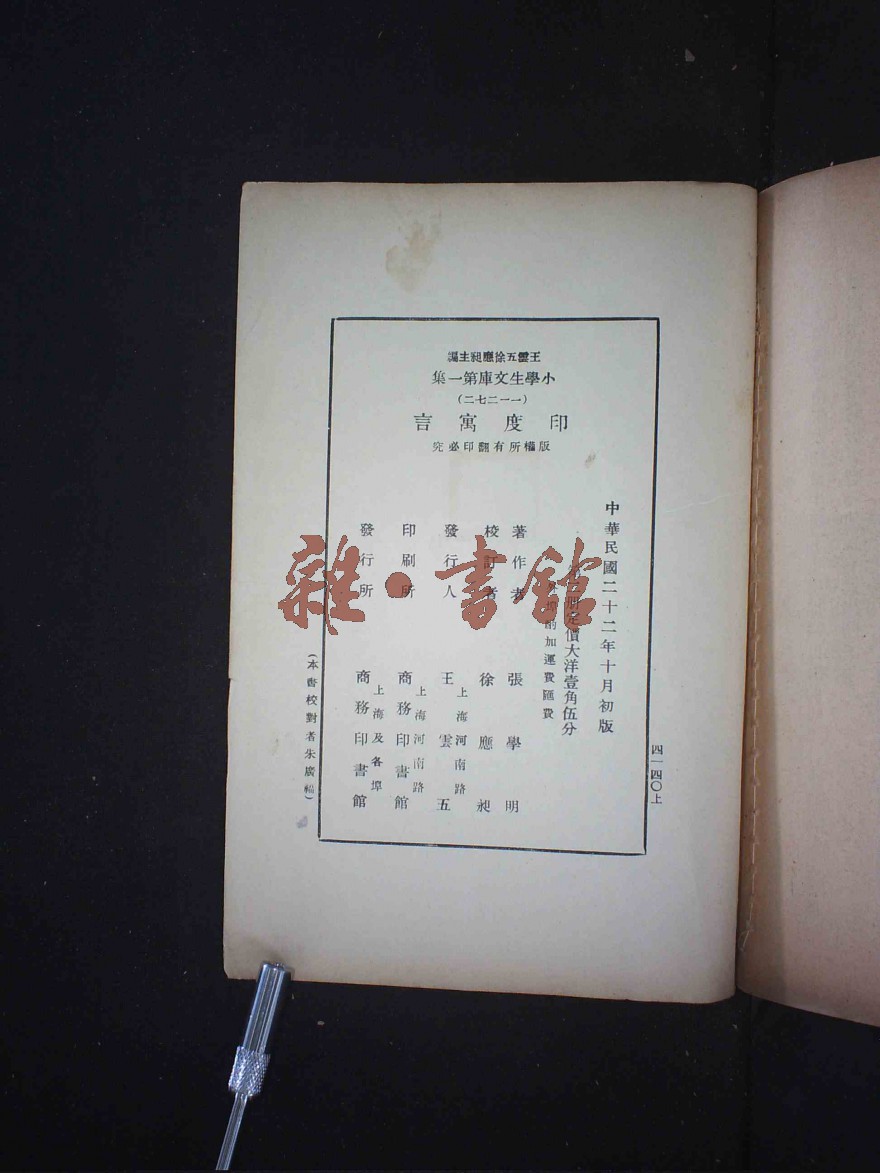 王雲五徐應昶主編
小學生文庫第一集
(一一二七二)
印度寓言
版權所有翻印必究
中華民國二十二年十月初版
冊定價大洋壹角伍分
埠酌加運費匯費
著作者 張學明
校訂者 徐應昶
發行人 王雲五
上海河南路
印刷所 商務印書館
上海河南路
發行所 商務印書館
上海及各埠
(本書校對者朱廣福)
四一四〇上
雜·書館